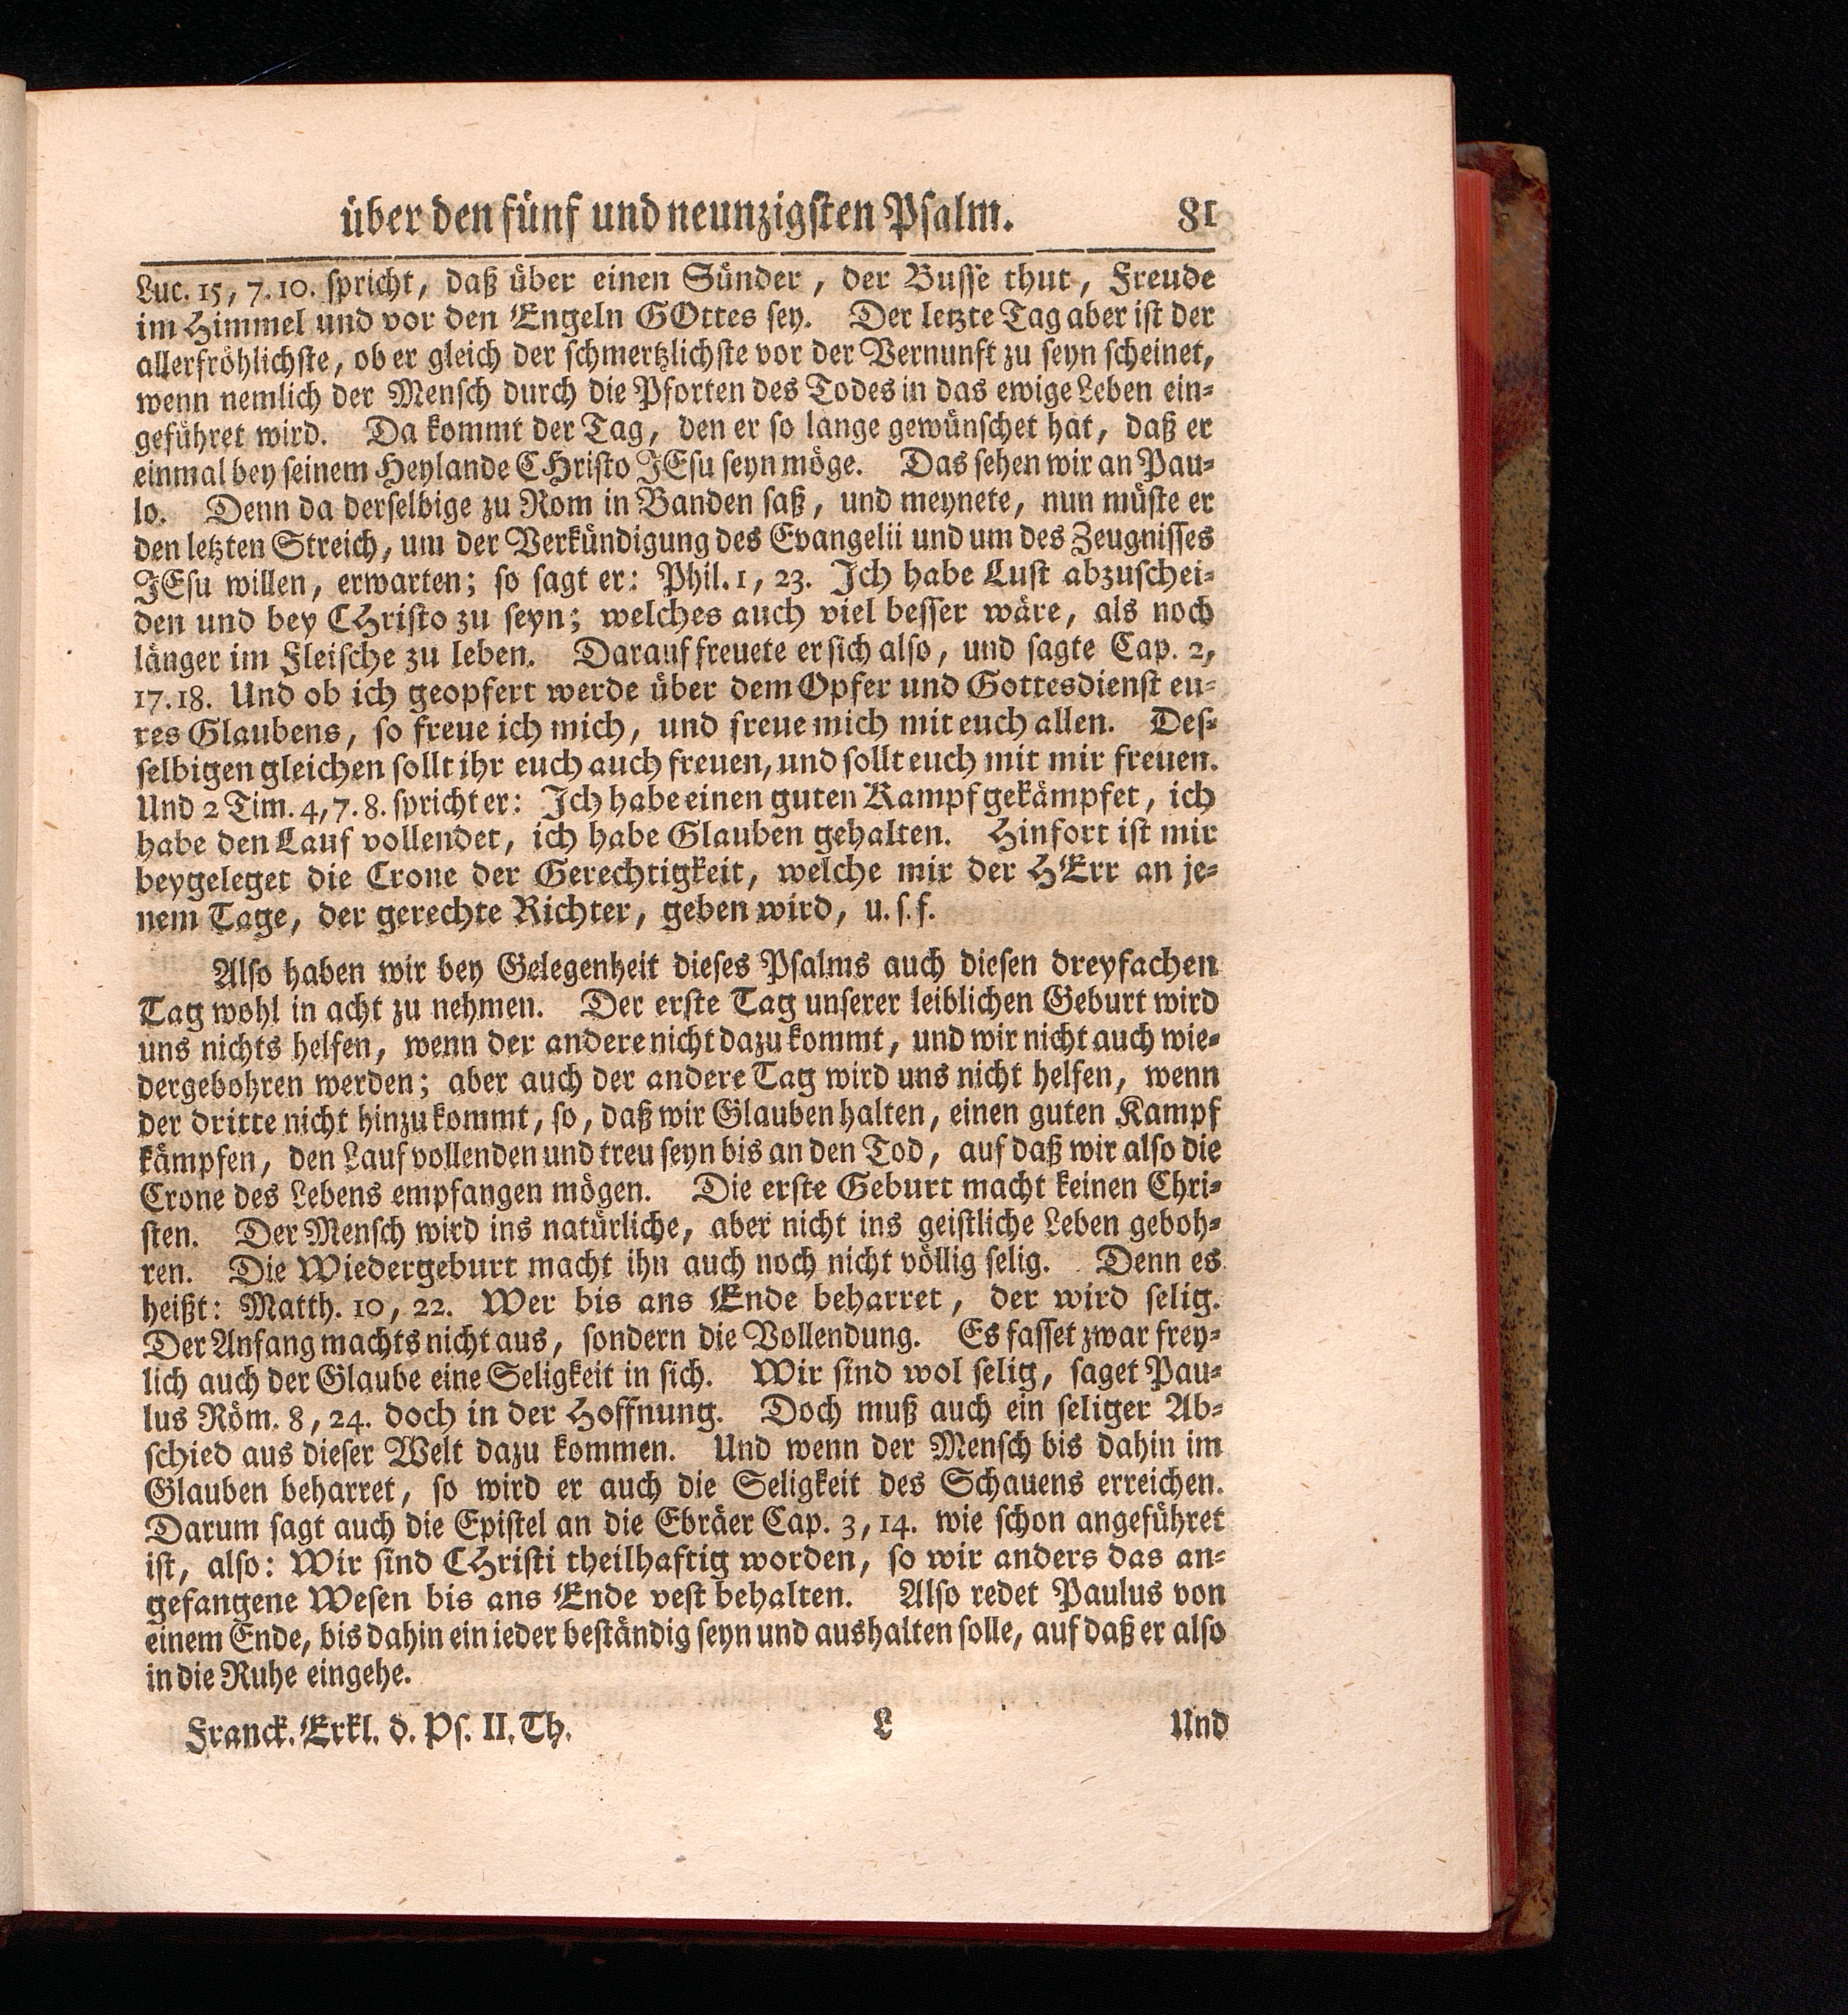 über den fünf und neunzigsten Psalm. 81
Luc. 15, 7. 10. spricht, daß über einen Sünder, der Busse thut, Freude
im Himmel und vor den Engeln GOttes sey. Der letzte Tag aber ist der
allerfröhlichste, ob er gleich der schmertzlichste vor der Vernunft zu seyn scheinet,
wenn nemlich der Mensch durch die Pforten des Todes in das ewige Leben ein-
geführet wird. Da kommt der Tag, den er so lange gewünschet hat, daß er
einmal bey seinem Heylande CHristo JEsu seyn möge. Das sehen wir an Pau-
lo. Denn da derselbige zu Rom in Banden saß, und meynete, nun müste er
den letzten Streich, um der Verkündigung des Evangelii und um des Zeugnisses
JEsu willen, erwarten; so sagt er: Phil. 1, 23. Ich habe Lust abzuschei-
den und bey CHristo zu seyn; welches auch viel besser wäre, als noch
länger im Fleische zu leben. Darauf freuete er sich also, und sagte Cap. 2,
17. 18. Und ob ich geopfert werde über dem Opfer und Gottesdienst eu-
res Glaubens, so freue ich mich, und freue mich mit euch allen. Des-
selbigen gleichen sollt ihr euch auch freuen, und sollt euch mit mir freuen.
Und 2 Tim. 4, 7. 8. spricht er: Ich habe einen guten Kampf gekämpfet, ich
habe den Lauf vollendet, ich habe Glauben gehalten. Hinfort ist mir
beygeleget die Crone der Gerechtigkeit, welche mir der HErr an je-
nem Tage, der gerechte Richter, geben wird, u. s. f.
Also haben wir bey Gelegenheit dieses Psalms auch diesen dreyfachen
Tag wohl in acht zu nehmen. Der erste Tag unserer leiblichen Geburt wird
uns nichts helfen, wenn der andere nicht dazu kommt, und wir nicht auch wie-
dergebohren werden; aber auch der andere Tag wird uns nicht helfen, wenn
der dritte nicht hinzu kommt, so, daß wir Glauben halten, einen guten Kampf
kämpfen, den Lauf vollenden und treu seyn bis an den Tod, auf daß wir also die
Crone des Lebens empfangen mögen. Die erste Geburt macht keinen Chri-
sten. Der Mensch wird ins natürliche, aber nicht ins geistliche Leben geboh-
ren. Die Wiedergeburt macht ihn auch noch nicht völlig selig. Denn es
heißt: Matth. 10, 22. Wer bis ans Ende beharret, der wird selig.
Der Anfang machts nicht aus, sondern die Vollendung. Es fasset zwar frey-
lich auch der Glaube eine Seligkeit in sich. Wir sind wol selig, saget Pau-
lus Röm. 8, 24. doch in der Hoffnung. Doch muß auch ein seliger Ab-
schied aus dieser Welt dazu kommen. Und wenn der Mensch bis dahin im
Glauben beharret, so wird er auch die Seligkeit des Schauens erreichen.
Darum sagt auch die Epistel an die Ebräer Cap. 3, 14. wie schon angeführet
ist, also: Wir sind CHristi theilhaftig worden, so wir anders das an-
gefangene Wesen bis ans Ende vest behalten. Also redet Paulus von
einem Ende, bis dahin ein ieder beständig seyn und aushalten solle, auf daß er also
in die Ruhe eingehe.
Franck. Erkl. d. Ps. II. Th. L Und